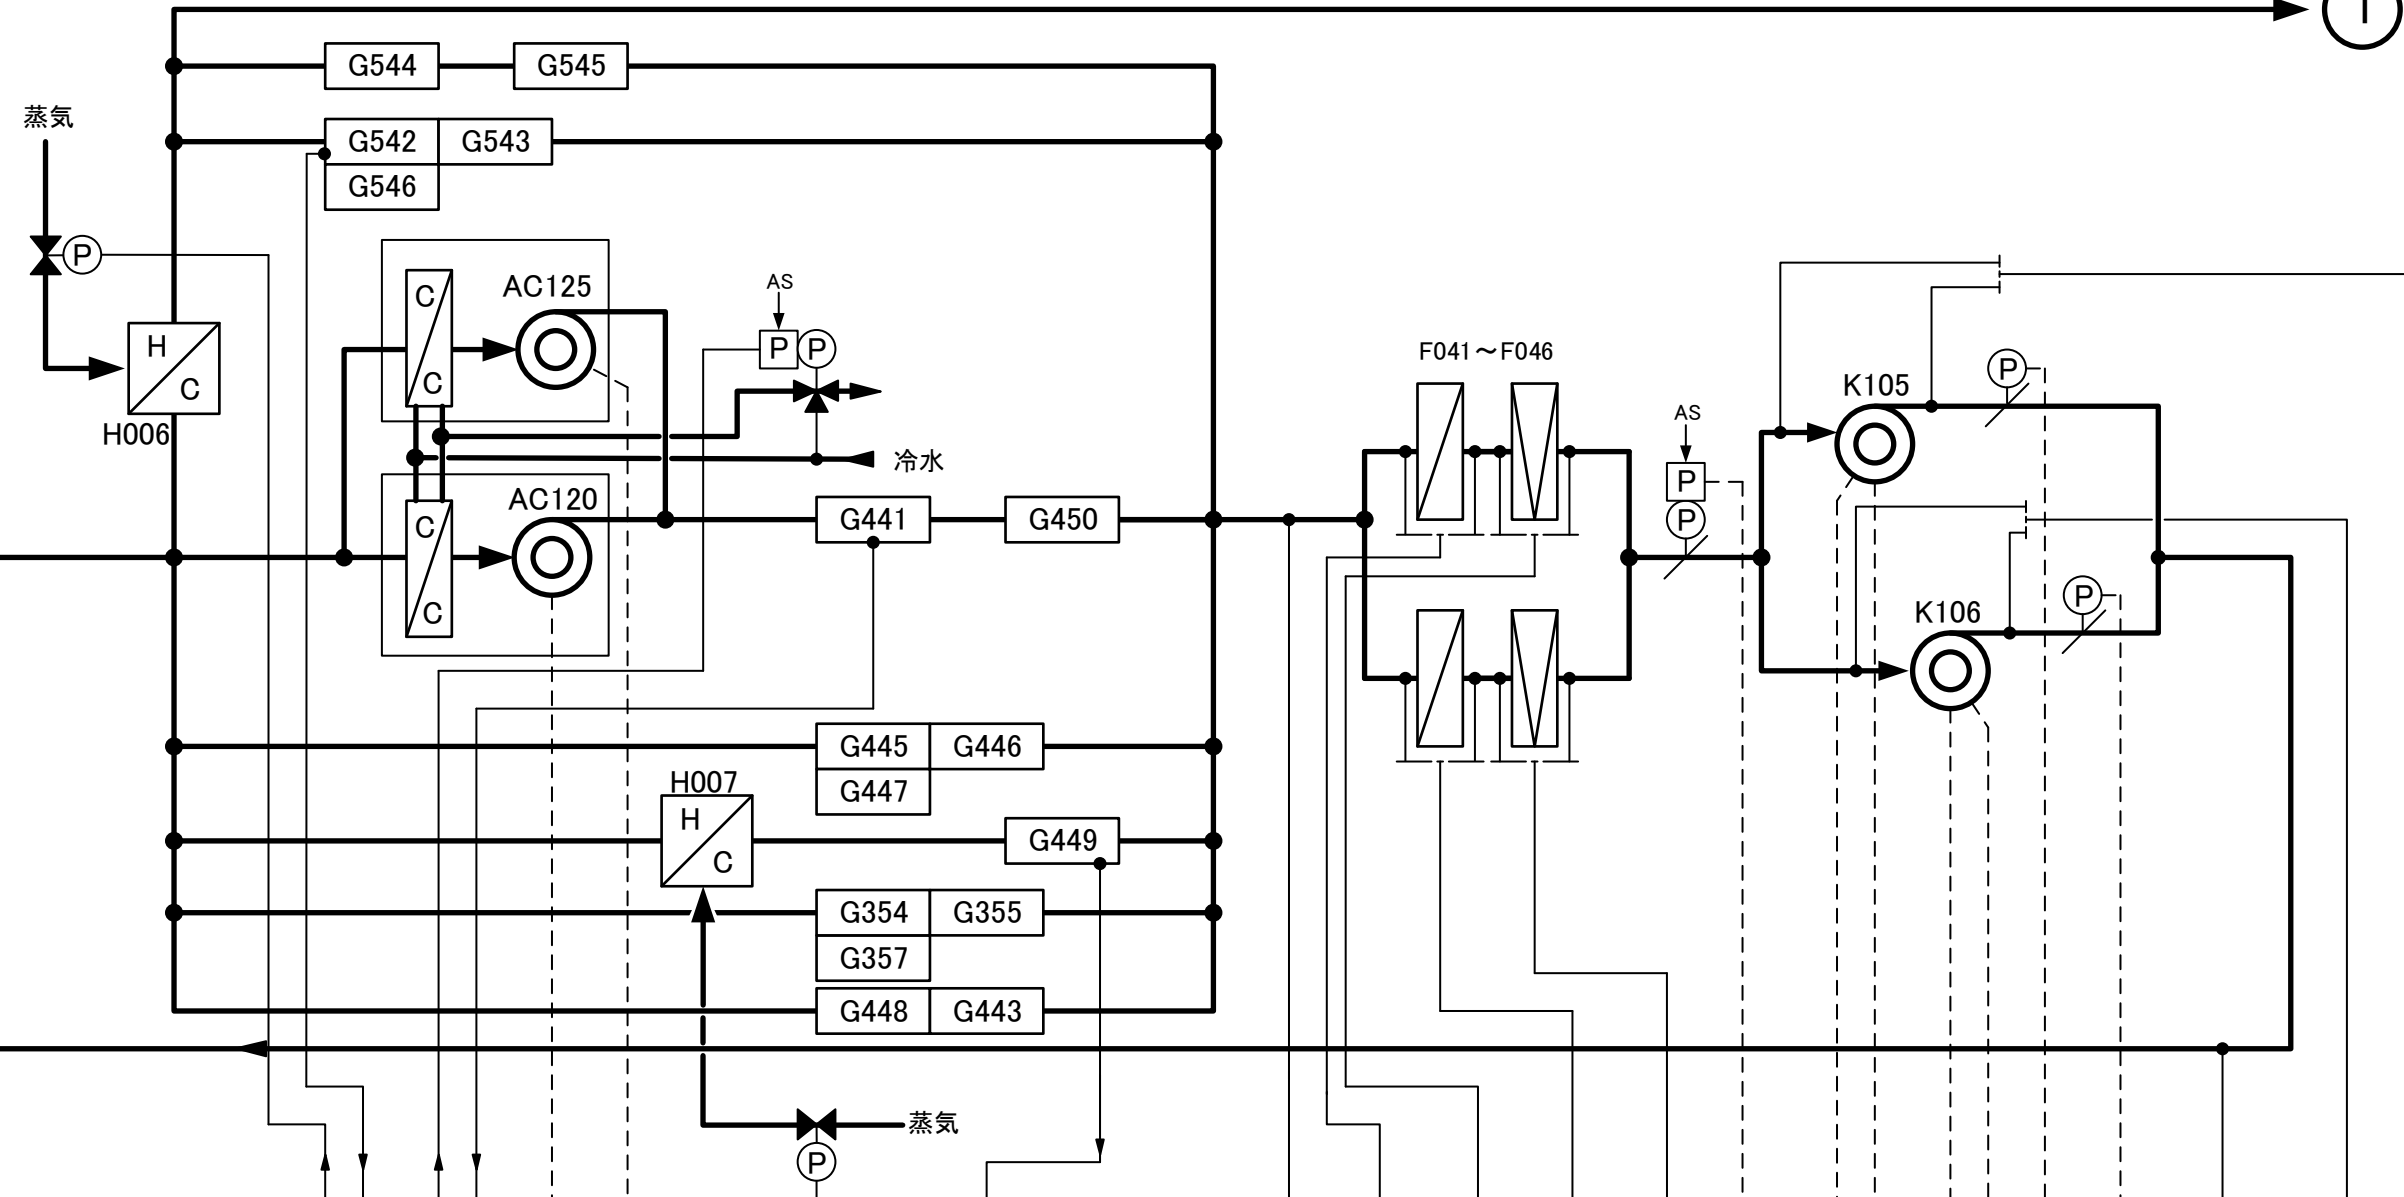 I
G544
G545
蒸気
G542
G543
G546
P
H
C
H006
C
C
AC125
AS
P
P
冷水
C
C
AC120
G441
G450
F041～F046
AS
P
P
K105
P
K106
P
G445
G446
G447
H007
H
C
G449
G354
G355
G357
G448
G443
蒸気
P